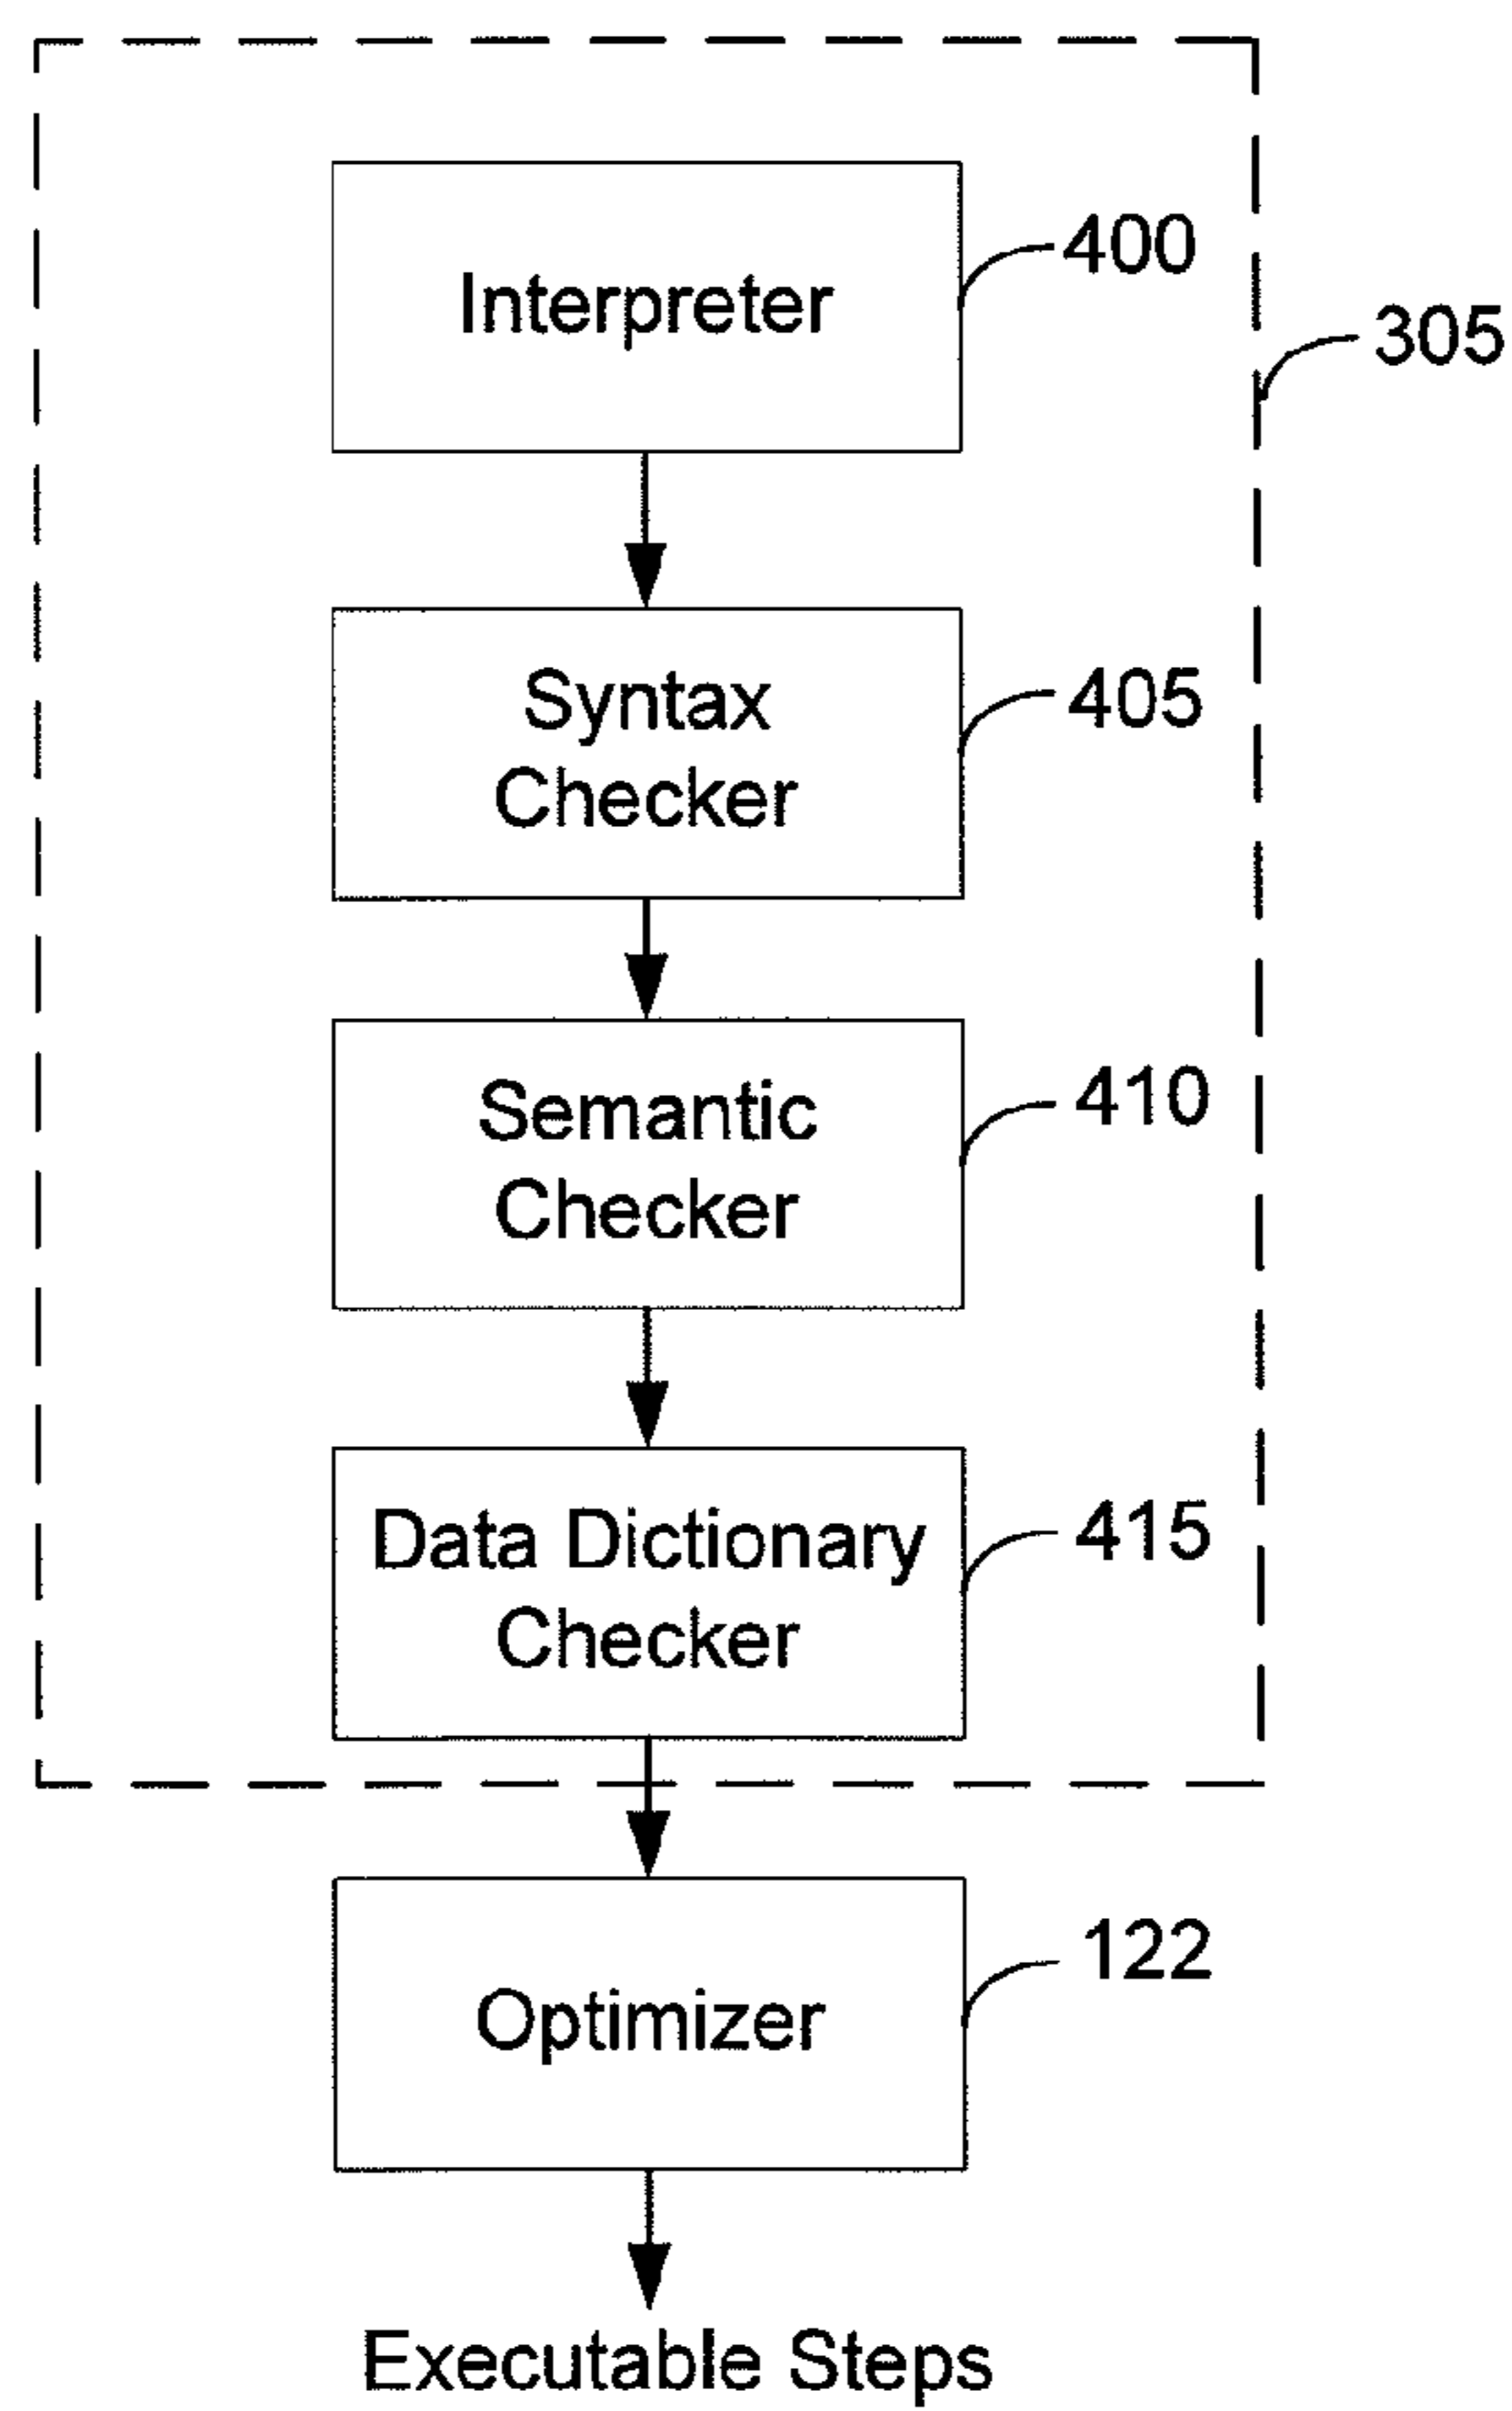 Interpreter
400
305
Syntax
Checker
405
Semantic
Checker
410
Data Dictionary
Checker
415
Optimizer
122
Executable Steps